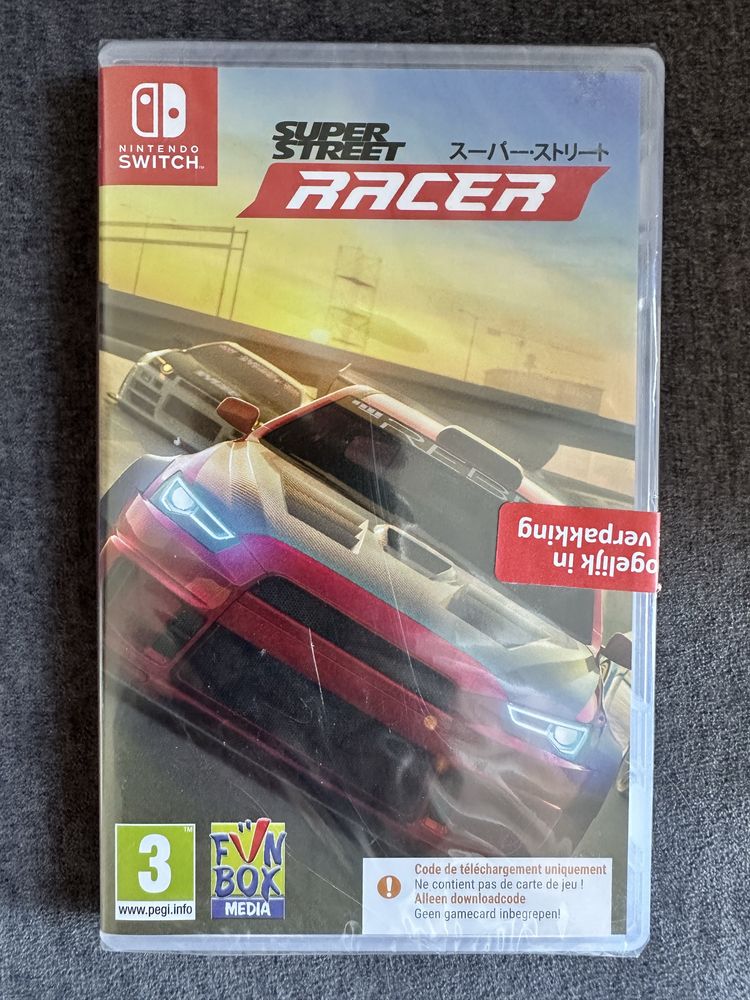 NINTENDO
SWITCH™
SUPER
STREET
スーパー・ストリート
RACER
ogelijk in
verpakking
3
™
www.pegi.info
FUN
BOX
MEDIA
Code de téléchargement uniquement
Ne contient pas de carte de jeu !
Alleen downloadcode
Geen gamecard inbegrepen!